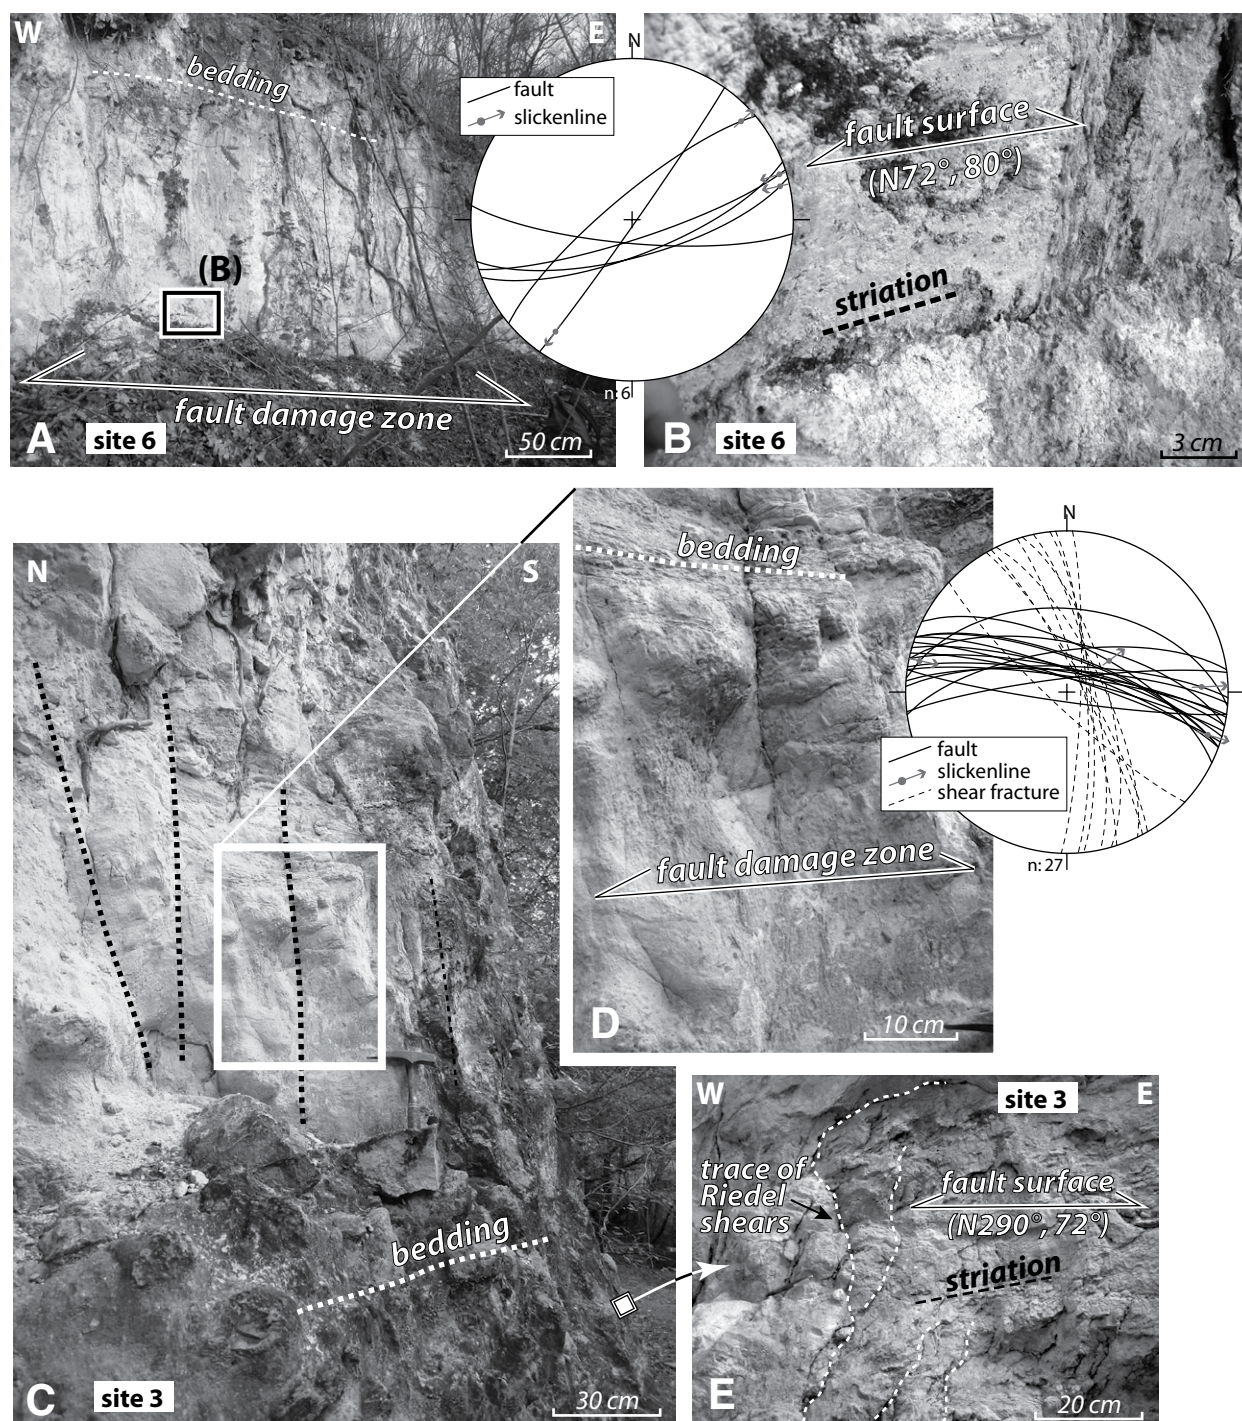 W
E
bedding
(B)
fault damage zone
A
site 6
50 cm
N
fault
slickenline
n: 6
fault surface
(N72°, 80°)
striation
B
site 6
3 cm
N
S
bedding
C
site 3
30 cm
bedding
fault damage zone
D
10 cm
N
fault
slickenline
shear fracture
n: 27
W
site 3
E
trace of
Riedel
shears
fault surface
(N290°, 72°)
striation
E
20 cm